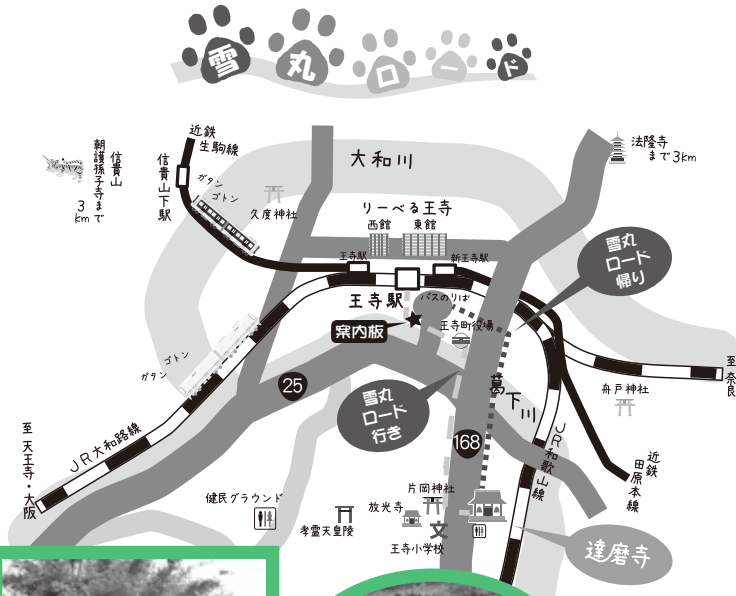 雪丸ロード
近鉄
生駒線
大和川
法隆寺
まで3km
信貴山
朝護孫子寺まで
3
km
信貴山下駅
ガタン
ゴトン
久度神社
りーべる王寺
西館
東館
王寺駅
新王寺駅
雪丸
ロード
帰り
王寺駅
バスのりば
案内板
王寺町役場
ゴトン
ガタン
25
雪丸
ロード
行き
葛下川
舟戸神社
至奈良
168
至天王寺・大阪
JR大和路線
JR和歌山線
近鉄
田原本線
健民グラウンド
孝霊天皇陵
放光寺
片岡神社
文
王寺小学校
達磨寺